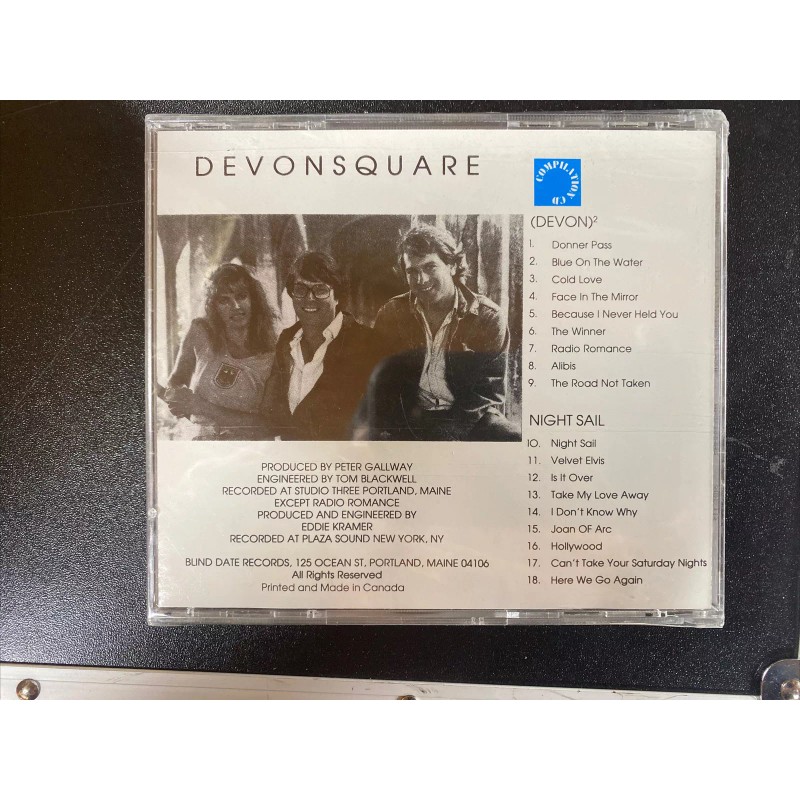 DEVONSQUARE
COMPILATION CD
(DEVON)²
1. Donner Pass
2. Blue On The Water
3. Cold Love
4. Face In The Mirror
5. Because I Never Held You
6. The Winner
7. Radio Romance
8. Alibis
9. The Road Not Taken
NIGHT SAIL
10. Night Sail
11. Velvet Elvis
12. Is It Over
13. Take My Love Away
14. I Don't Know Why
15. Joan Of Arc
16. Hollywood
17. Can't Take Your Saturday Nights
18. Here We Go Again
PRODUCED BY PETER GALLWAY
ENGINEERED BY TOM BLACKWELL
RECORDED AT STUDIO THREE PORTLAND, MAINE
EXCEPT RADIO ROMANCE
PRODUCED AND ENGINEERED BY
EDDIE KRAMER
RECORDED AT PLAZA SOUND NEW YORK, NY
BLIND DATE RECORDS, 125 OCEAN ST, PORTLAND, MAINE 04106
All Rights Reserved
Printed and Made in Canada